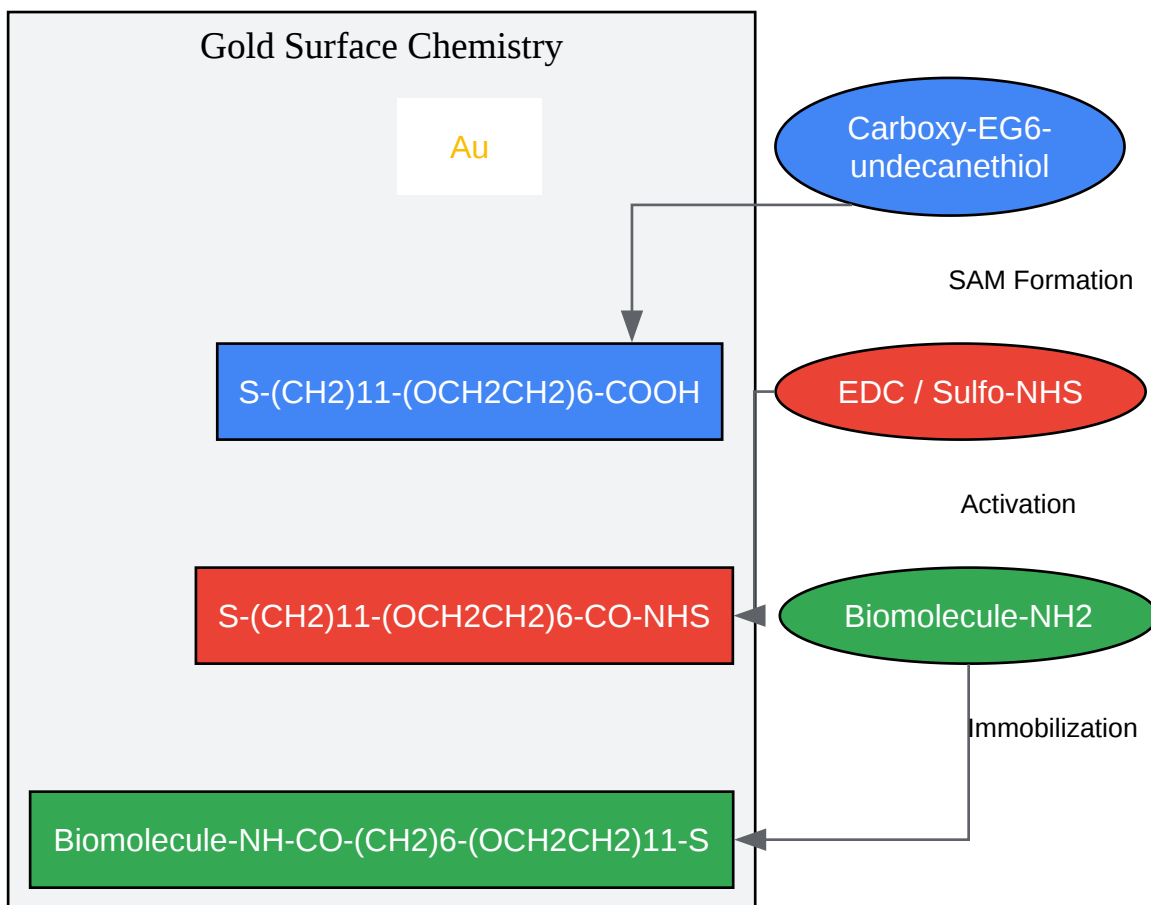 Gold Surface Chemistry
Au
Carboxy-EG6-
undecanethiol
SAM Formation
S-(CH2)11-(OCH2CH2)6-COOH
EDC / Sulfo-NHS
Activation
S-(CH2)11-(OCH2CH2)6-CO-NHS
Biomolecule-NH2
Immobilization
Biomolecule-NH-CO-(CH2)6-(OCH2CH2)11-S